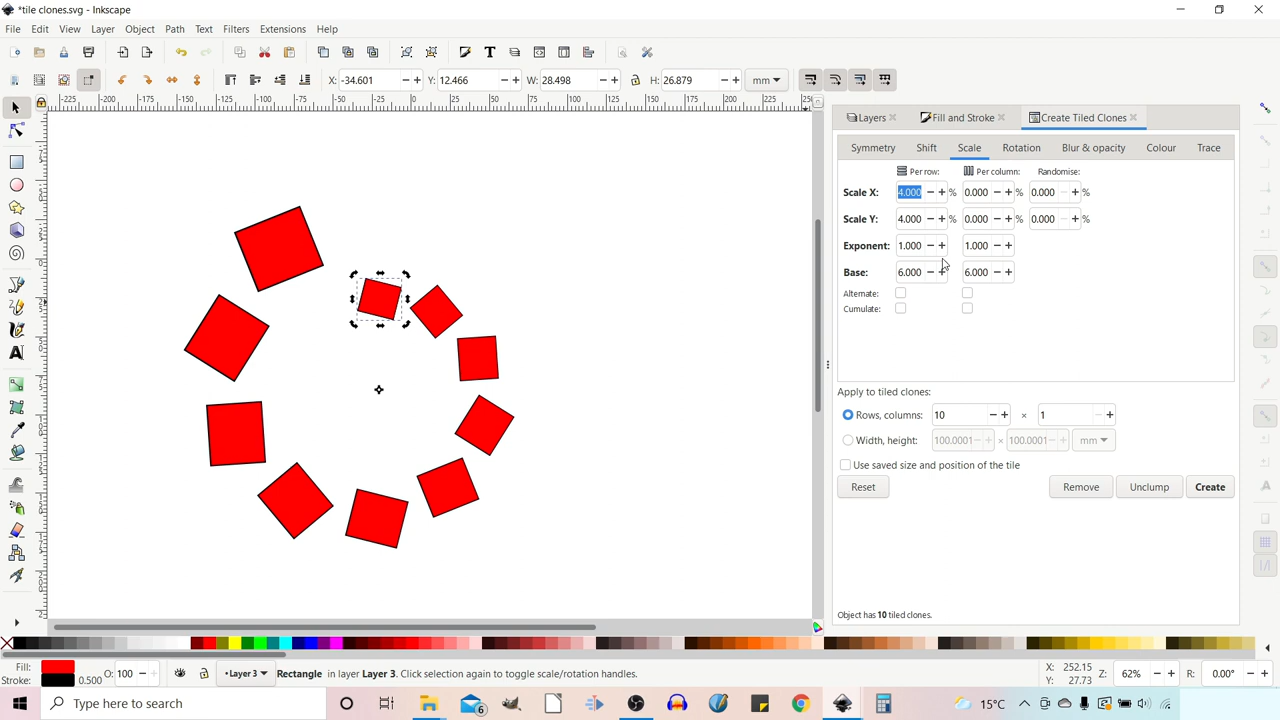 *tile clones.svg - Inkscape
File Edit View Layer Object Path Text Filters Extensions Help
X: -34.601 Y: 12.466 W: 28.498 H: 26.879 mm
Layers Fill and Stroke Create Tiled Clones
Symmetry Shift Scale Rotation Blur & opacity Colour Trace
Per row: Per column: Randomise:
Scale X: 4.000 % 0.000 % 0.000 %
Scale Y: 4.000 % 0.000 % 0.000 %
Exponent: 1.000 1.000
Base: 6.000 6.000
Alternate:
Cumulate:
Apply to tiled clones:
Rows, columns: 10 × 1
Width, height: 100.0001 × 100.0001 mm
Use saved size and position of the tile
Reset Remove Unclump Create
Object has 10 tiled clones.
Fill: O: 100 Layer 3 Rectangle in layer Layer 3. Click selection again to toggle scale/rotation handles. X: 252.15 Z: 62% R: 0.00°
Stroke: 0.500 Y: 27.73
Type here to search 6 15°C